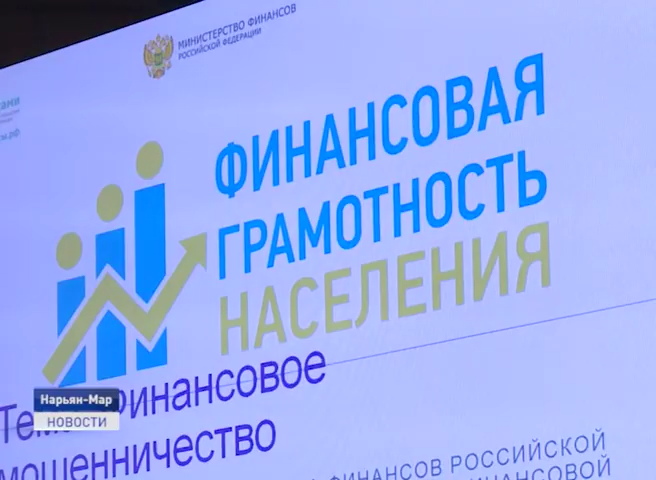 МИНИСТЕРСТВО ФИНАНСОВ
РОССИЙСКОЙ ФЕДЕРАЦИИ
ФИНАНСОВАЯ
ГРАМОТНОСТЬ
НАСЕЛЕНИЯ
Финансовое
мошенничество
Нарьян-Мар
НОВОСТИ
ФИНАНСОВ РОССИЙСКОЙ